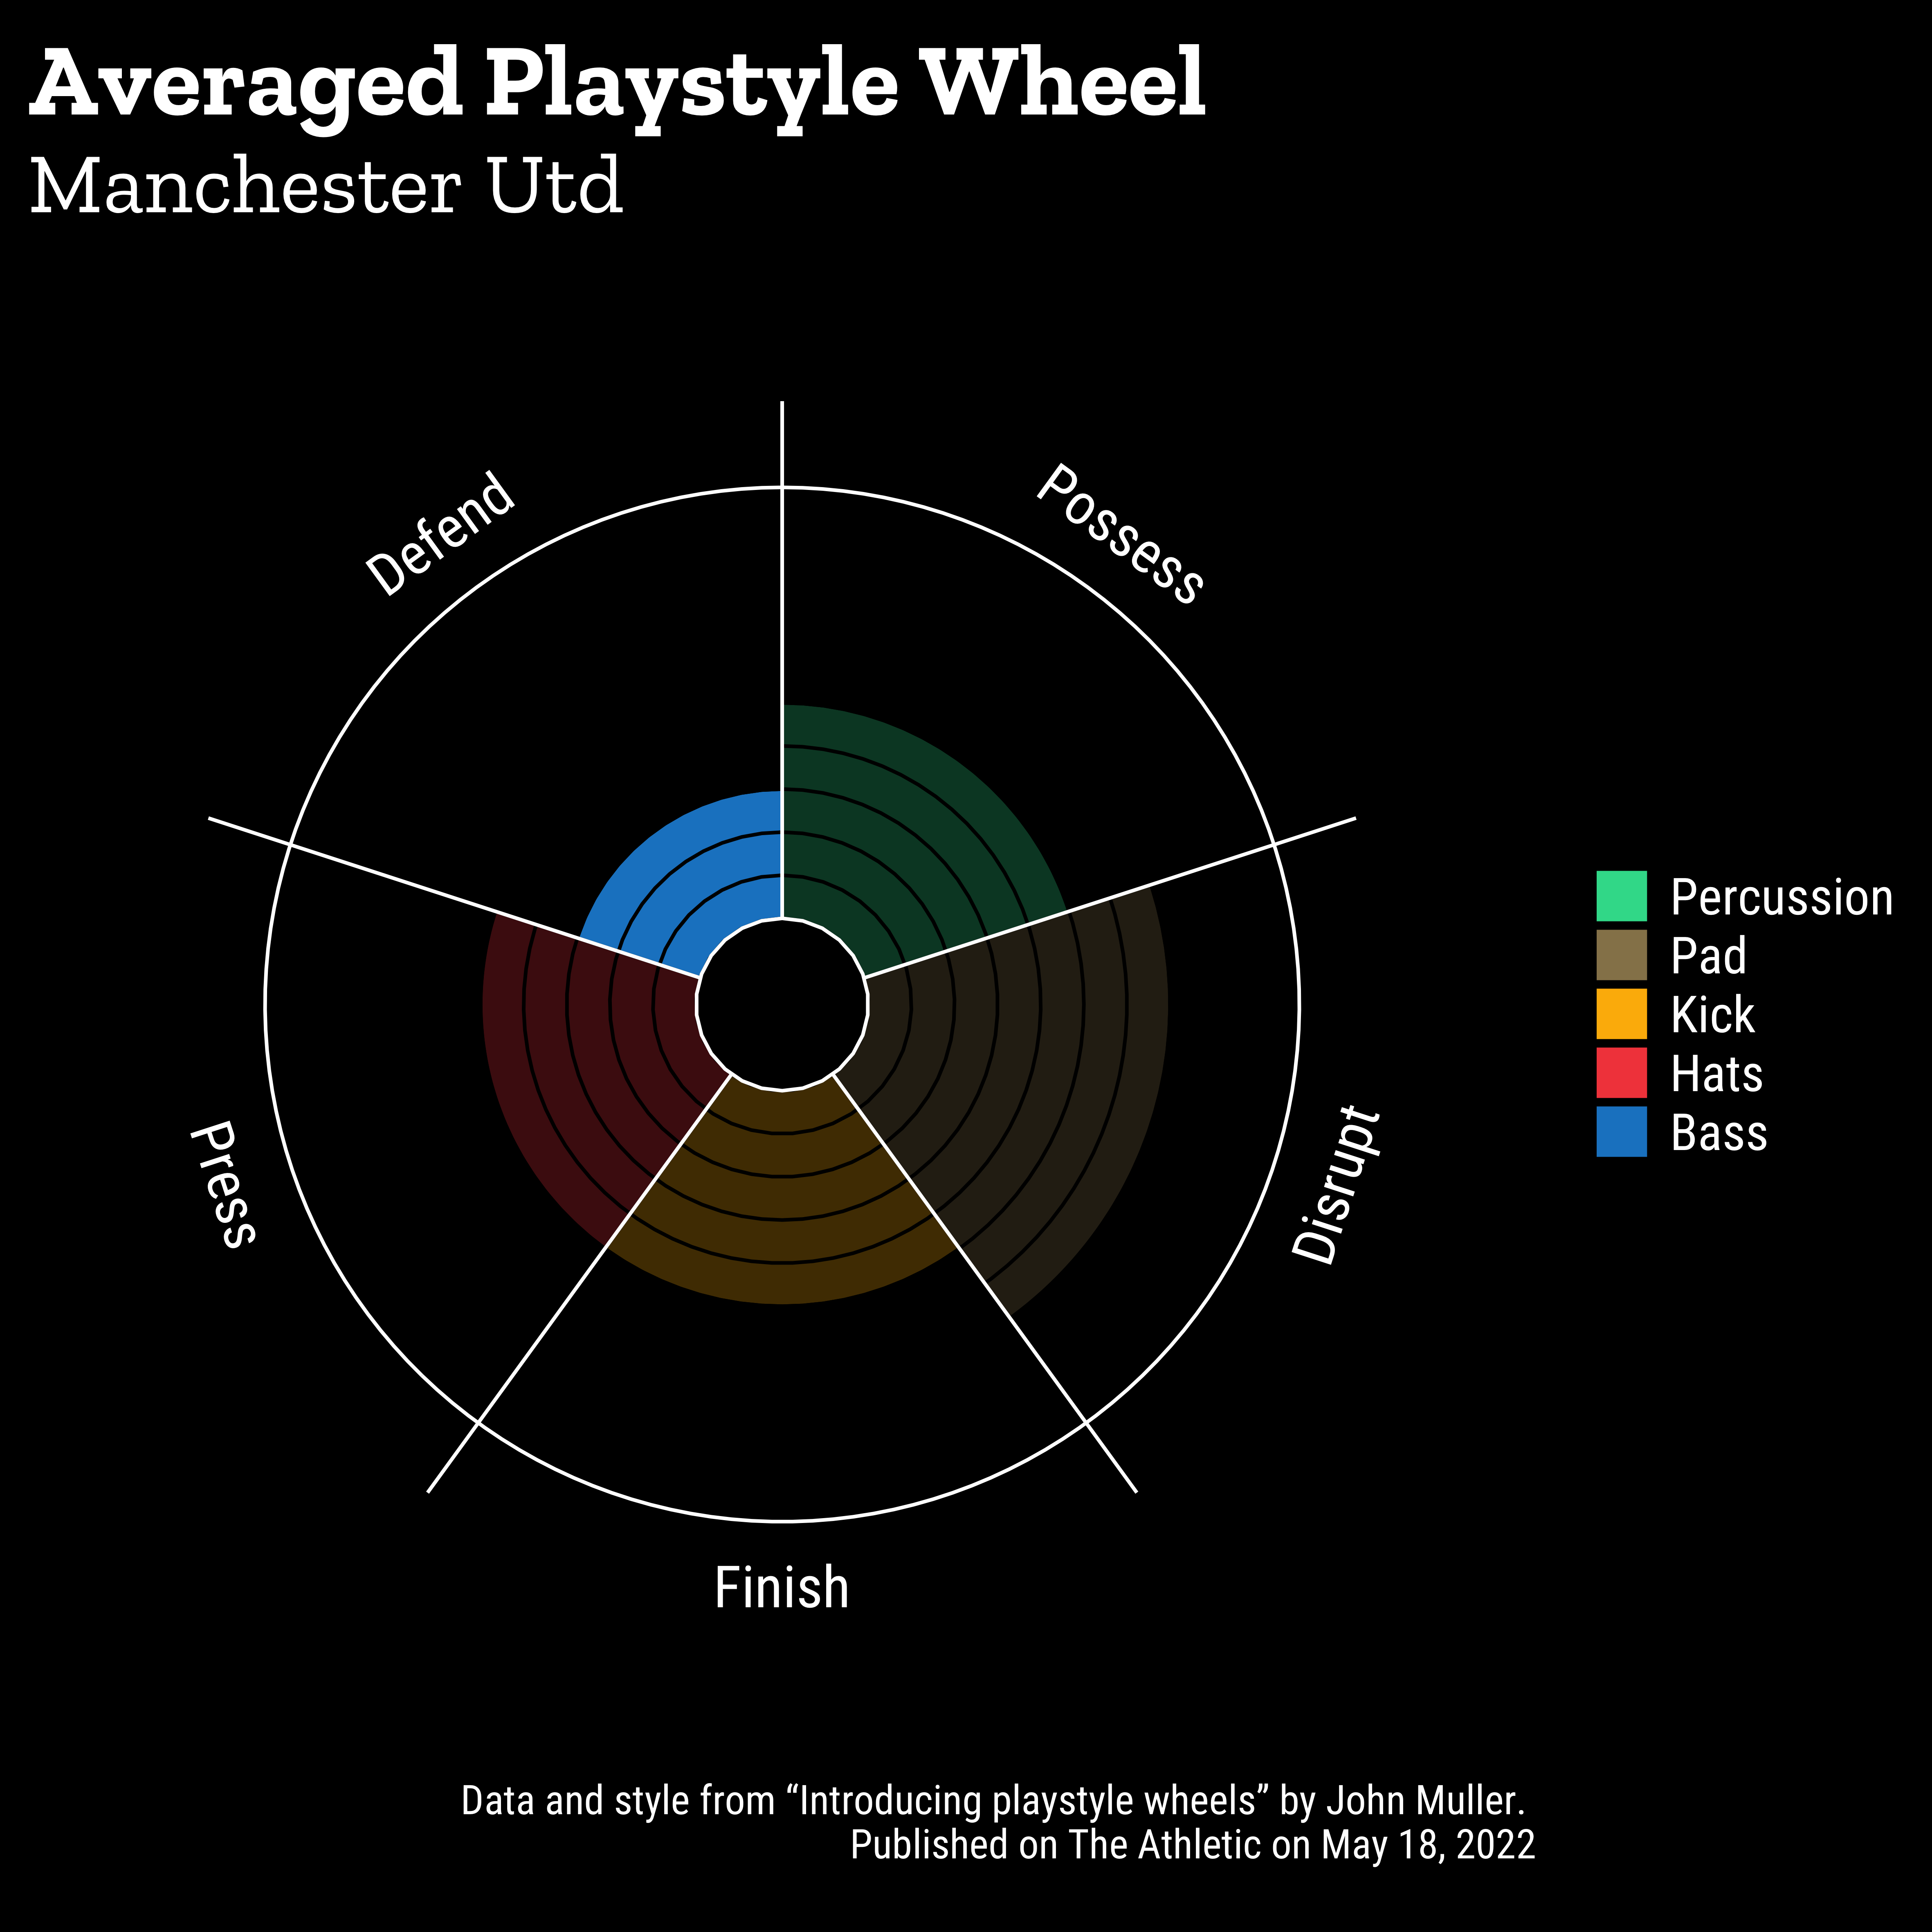 Averaged Playstyle Wheel
Manchester Utd
Defend
Possess
Press
Disrupt
Finish
Percussion
Pad
Kick
Hats
Bass
Data and style from “Introducing playstyle wheels” by John Muller.
Published on The Athletic on May 18, 2022